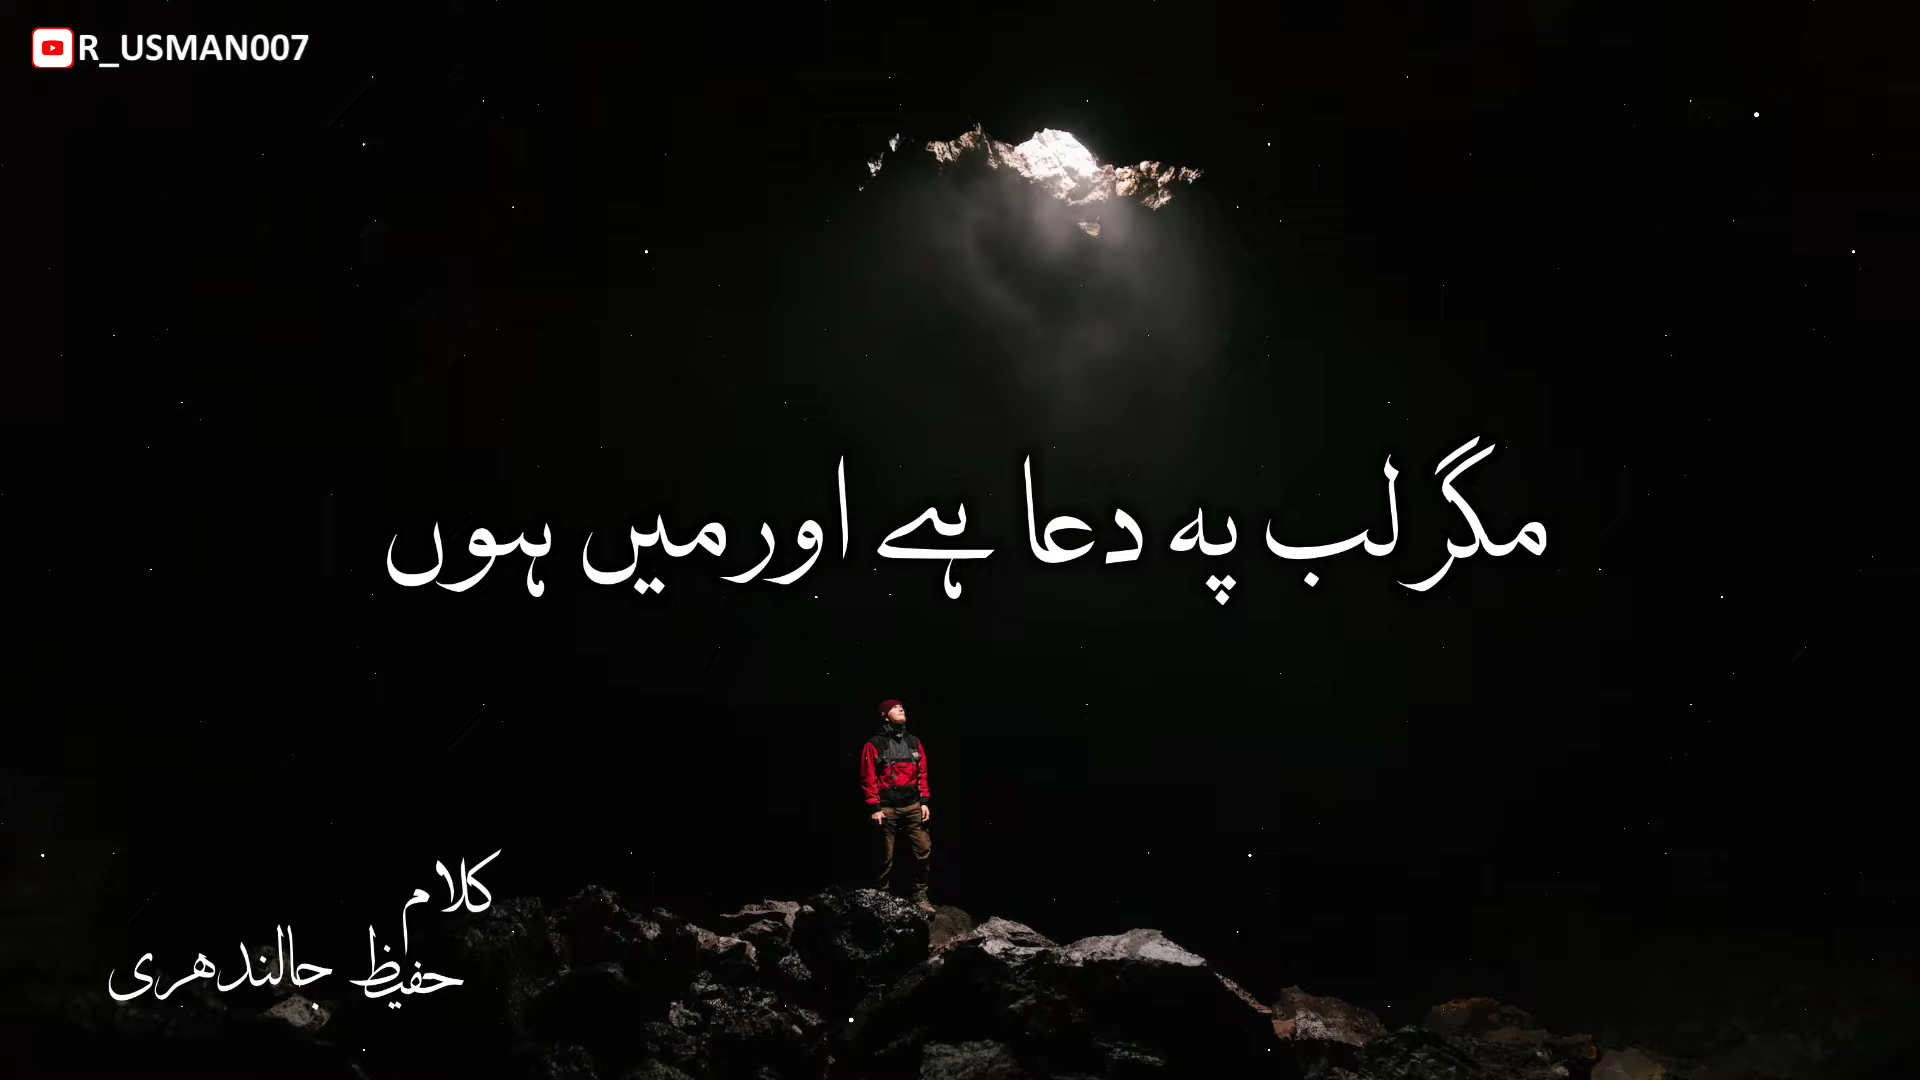 R_USMAN007
مگر لب پہ دعا ہے اور میں ہوں
کلام
حفیظ جالندھری